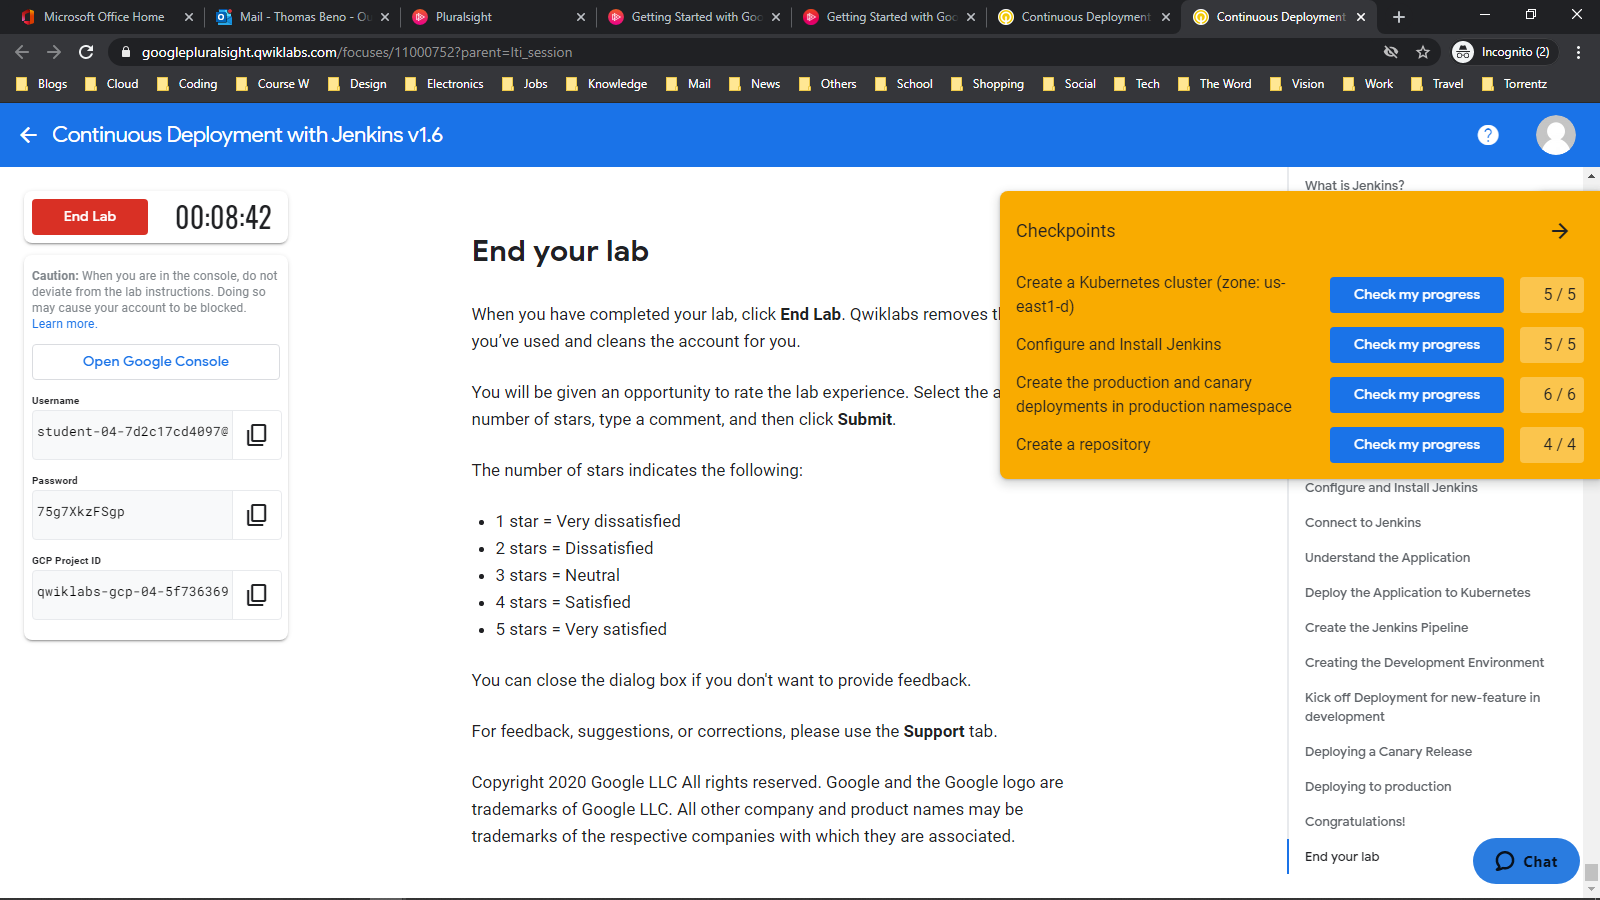 Microsoft Office Home
Mail - Thomas Beno - Ou
Pluralsight
Getting Started with Goo
Getting Started with Goo
Continuous Deployment
Continuous Deployment
googlepluralsight.qwiklabs.com/focuses/11000752?parent=lti_session
Incognito (2)
Blogs
Cloud
Coding
Course W
Design
Electronics
Jobs
Knowledge
Mail
News
Others
School
Shopping
Social
Tech
The Word
Vision
Work
Travel
Torrentz
Continuous Deployment with Jenkins v1.6
?
End Lab
00:08:42
Caution: When you are in the console, do not
deviate from the lab instructions. Doing so
may cause your account to be blocked.
Learn more.
Open Google Console
Username
student-04-7d2c17cd4097@
Password
75g7XkzFSgp
GCP Project ID
qwiklabs-gcp-04-5f736369
End your lab
When you have completed your lab, click End Lab. Qwiklabs removes
you've used and cleans the account for you.
You will be given an opportunity to rate the lab experience. Select the a
number of stars, type a comment, and then click Submit.
The number of stars indicates the following:
• 1 star = Very dissatisfied
• 2 stars = Dissatisfied
• 3 stars = Neutral
• 4 stars = Satisfied
• 5 stars = Very satisfied
You can close the dialog box if you don't want to provide feedback.
For feedback, suggestions, or corrections, please use the Support tab.
Copyright 2020 Google LLC All rights reserved. Google and the Google logo are
trademarks of Google LLC. All other company and product names may be
trademarks of the respective companies with which they are associated.
What is Jenkins?
Checkpoints
Create a Kubernetes cluster (zone: us-
east1-d)
Check my progress
5 / 5
Configure and Install Jenkins
Check my progress
5 / 5
Create the production and canary
deployments in production namespace
Check my progress
6 / 6
Create a repository
Check my progress
4 / 4
Configure and Install Jenkins
Connect to Jenkins
Understand the Application
Deploy the Application to Kubernetes
Create the Jenkins Pipeline
Creating the Development Environment
Kick off Deployment for new-feature in
development
Deploying a Canary Release
Deploying to production
Congratulations!
End your lab
Chat